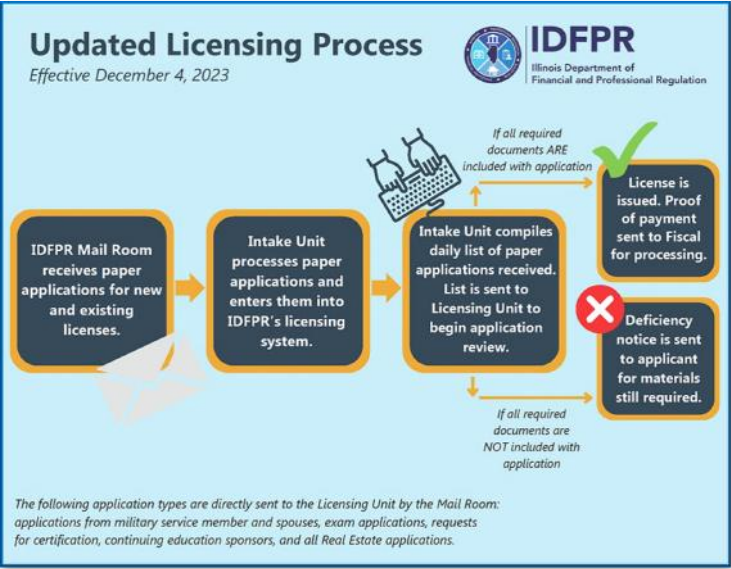 Updated Licensing Process
Effective December 4, 2023
IDFPR
Illinois Department of
Financial and Professional Regulation
IDFPR Mail Room
receives paper
applications for new
and existing
licenses.
Intake Unit
processes paper
applications and
enters them into
IDFPR's licensing
system.
Intake Unit compiles
daily list of paper
applications received.
List is sent to
Licensing Unit to
begin application
review.
If all required
documents ARE
included with application
License is
issued. Proof
of payment
sent to Fiscal
for processing.
If all required
documents are
NOT included with
application
Deficiency
notice is sent
to applicant
for materials
still required.
The following application types are directly sent to the Licensing Unit by the Mail Room:
applications from military service member and spouses, exam applications, requests
for certification, continuing education sponsors, and all Real Estate applications.